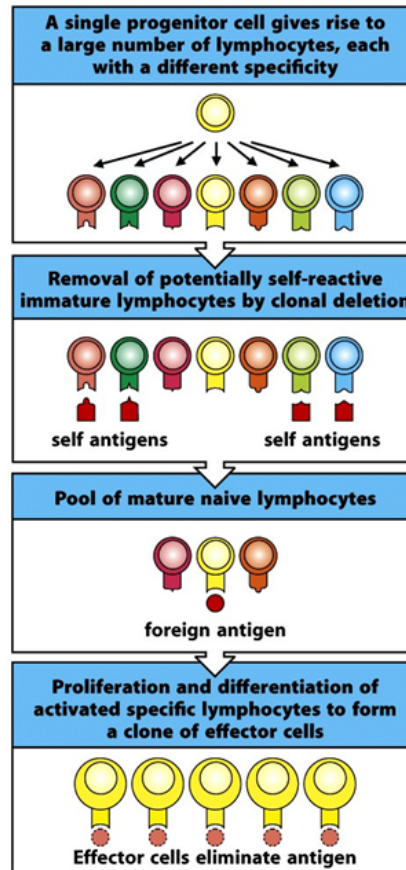 A single progenitor cell gives rise to
a large number of lymphocytes, each
with a different specificity
Removal of potentially self-reactive
immature lymphocytes by clonal deletion
self antigens
self antigens
Pool of mature naive lymphocytes
foreign antigen
Proliferation and differentiation of
activated specific lymphocytes to form
a clone of effector cells
Effector cells eliminate antigen